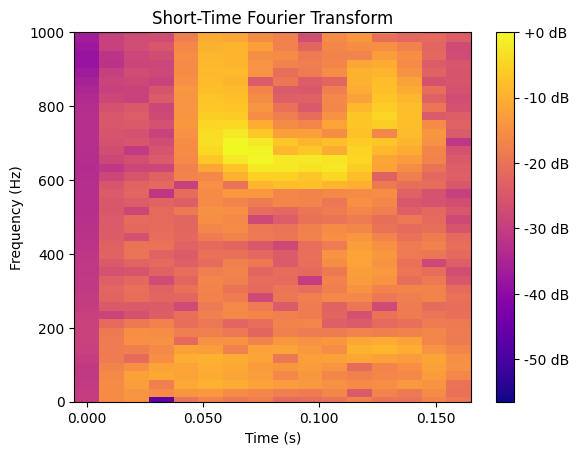 Short-Time Fourier Transform
1000
800
600
400
200
0
Frequency (Hz)
0.000
0.050
0.100
0.150
Time (s)
+0 dB
-10 dB
-20 dB
-30 dB
-40 dB
-50 dB